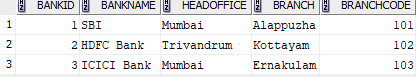 BANKID BANKNAME HEADOFFICE BRANCH BRANCHCODE
1 1 SBI Mumbai Alappuzha 101
2 2 HDFC Bank Trivandrum Kottayam 102
3 3 ICICI Bank Mumbai Ernakulam 103